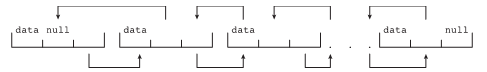 data null data data . . . data null